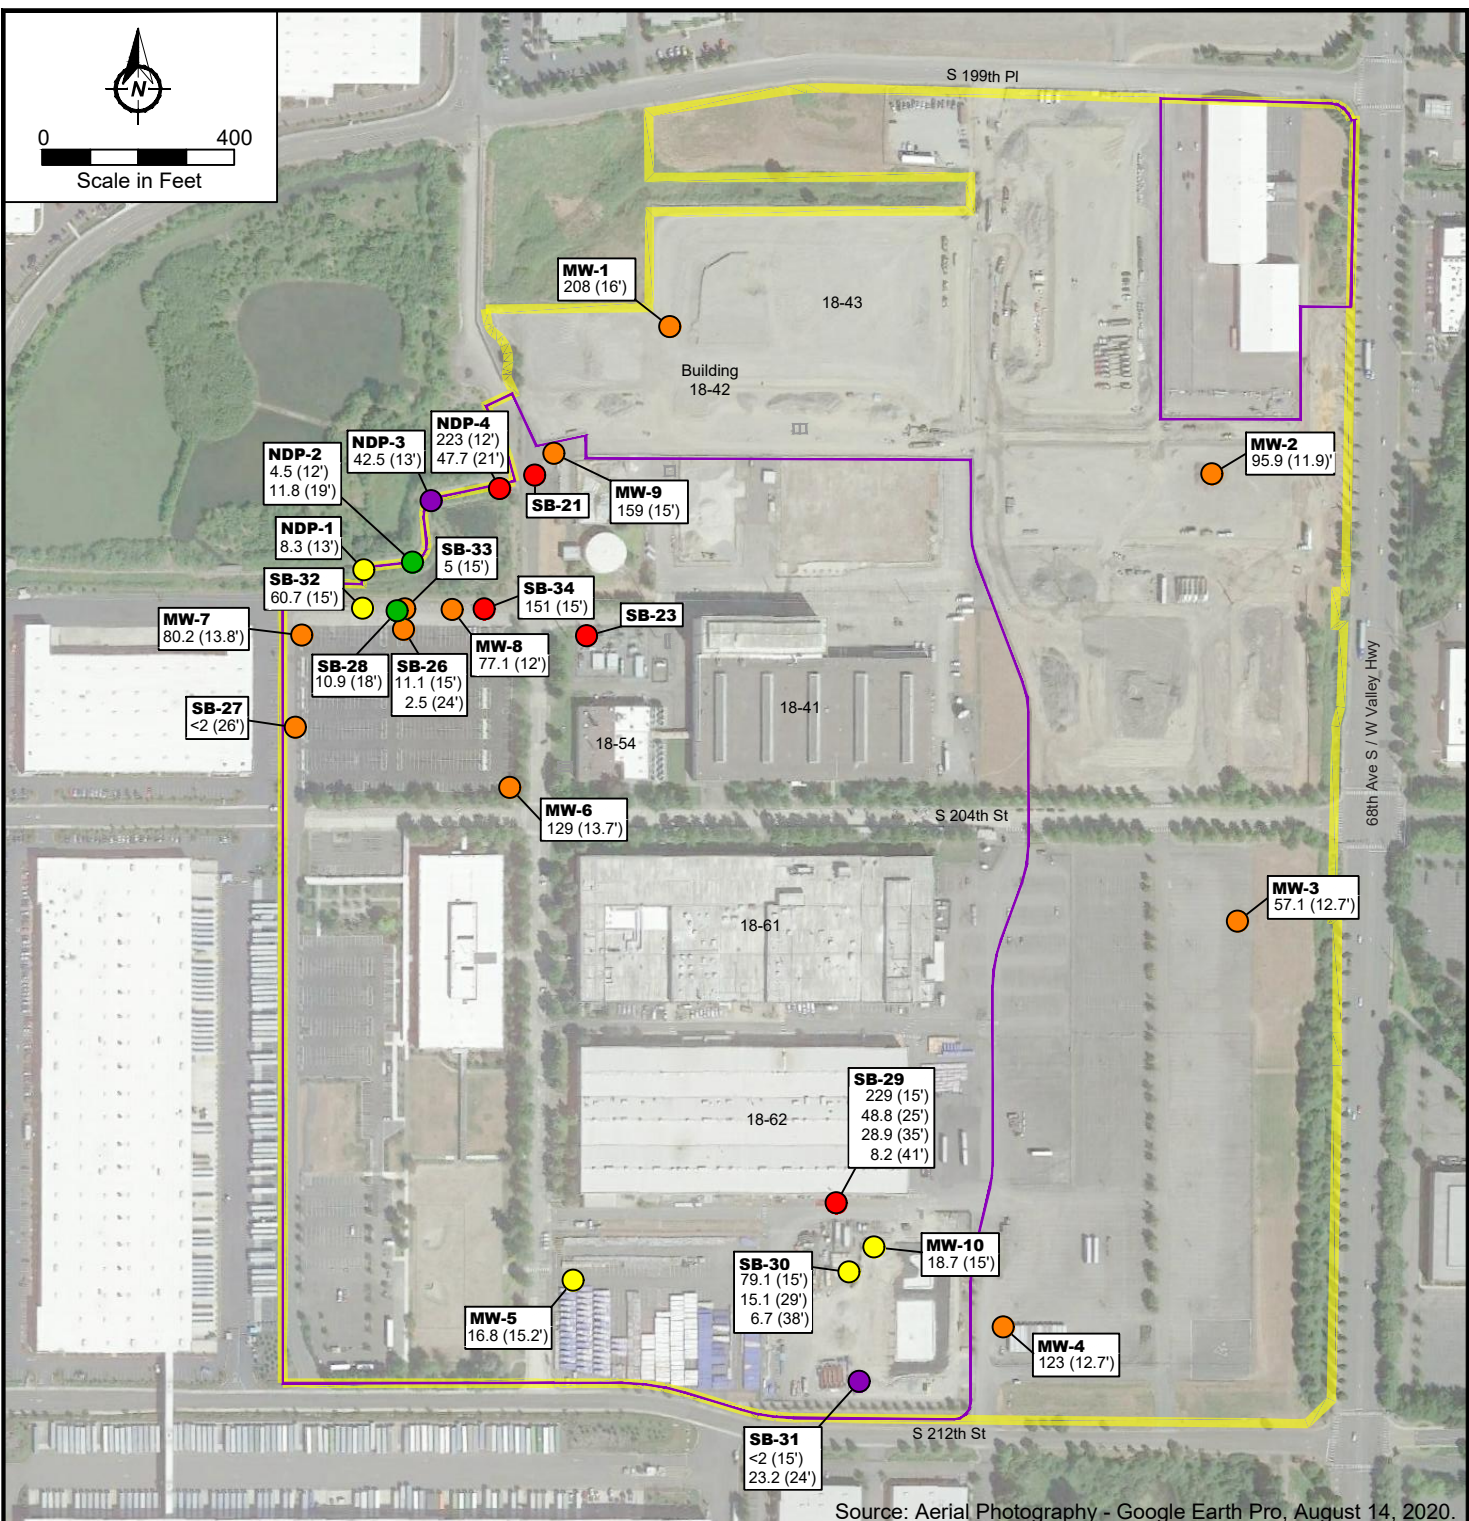 N
0 400
Scale in Feet
S 199th Pl
MW-1
208 (16')
18-43
Building
18-42
NDP-4
223 (12')
47.7 (21')
NDP-3
42.5 (13')
NDP-2
4.5 (12')
11.8 (19')
MW-2
95.9 (11.9)'
SB-21
MW-9
159 (15')
NDP-1
8.3 (13')
SB-33
5 (15')
SB-32
60.7 (15')
SB-34
151 (15')
SB-23
MW-7
80.2 (13.8')
MW-8
77.1 (12')
SB-28
10.9 (18')
SB-26
11.1 (15')
2.5 (24')
SB-27
<2 (26')
18-41
18-54
68th Ave S / W Valley Hwy
MW-6
129 (13.7')
S 204th St
MW-3
57.1 (12.7')
18-61
SB-29
229 (15')
48.8 (25')
28.9 (35')
8.2 (41')
18-62
MW-10
18.7 (15')
SB-30
79.1 (15')
15.1 (29')
6.7 (38')
MW-5
16.8 (15.2')
MW-4
123 (12.7')
SB-31
<2 (15')
23.2 (24')
S 212th St
Source: Aerial Photography - Google Earth Pro, August 14, 2020.